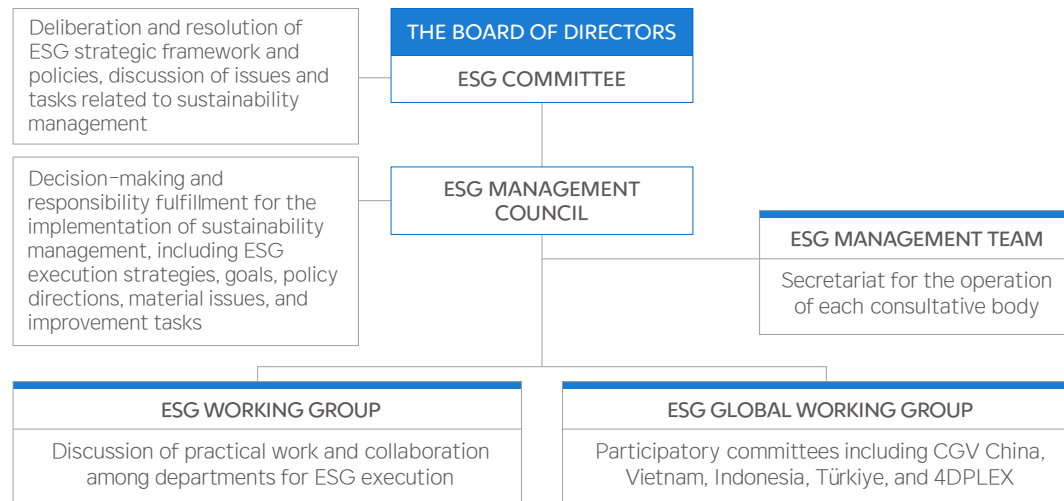 Deliberation and resolution of
ESG strategic framework and
policies, discussion of issues and
tasks related to sustainability
management
THE BOARD OF DIRECTORS
ESG COMMITTEE
Decision-making and
responsibility fulfillment for the
implementation of sustainability
management, including ESG
execution strategies, goals, policy
directions, material issues, and
improvement tasks
ESG MANAGEMENT
COUNCIL
ESG MANAGEMENT TEAM
Secretariat for the operation
of each consultative body
ESG WORKING GROUP
Discussion of practical work and collaboration
among departments for ESG execution
ESG GLOBAL WORKING GROUP
Participatory committees including CGV China,
Vietnam, Indonesia, Türkiye, and 4DPLEX